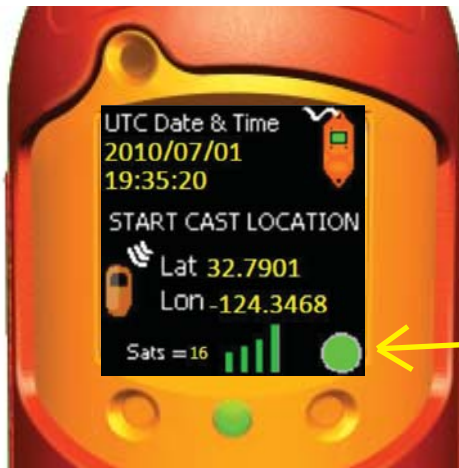 UTC Date & Time
2010/07/01
19:35:20
START CAST LOCATION
Lat 32.7901
Lon -124.3468
Sats = 16